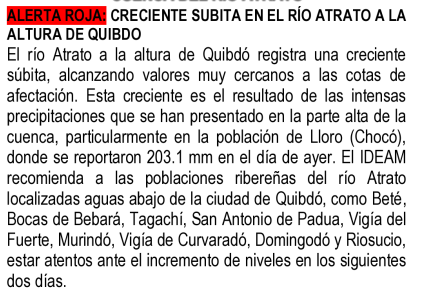 ALERTA ROJA: CRECIENTE SUBITA EN EL RÍO ATRATO A LA
ALTURA DE QUIBDO
El río Atrato a la altura de Quibdó registra una creciente
súbita, alcanzando valores muy cercanos a las cotas de
afectación. Esta creciente es el resultado de las intensas
precipitaciones que se han presentado en la parte alta de la
cuenca, particularmente en la población de Lloro (Chocó),
donde se reportaron 203.1 mm en el día de ayer. El IDEAM
recomienda a las poblaciones ribereñas del río Atrato
localizadas aguas abajo de la ciudad de Quibdó, como Beté,
Bocas de Bebará, Tagachí, San Antonio de Padua, Vigía del
Fuerte, Murindó, Vigía de Curvaradó, Domingodó y Riosucio,
estar atentos ante el incremento de niveles en los siguientes
dos días.